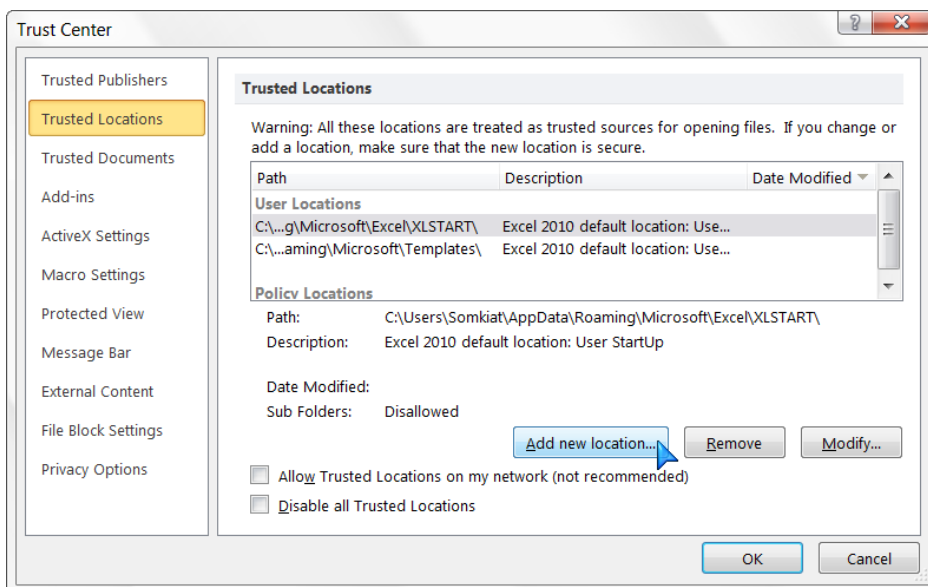 Trust Center
Trusted Publishers
Trusted Locations
Trusted Documents
Add-ins
ActiveX Settings
Macro Settings
Protected View
Message Bar
External Content
File Block Settings
Privacy Options
Trusted Locations
Warning: All these locations are treated as trusted sources for opening files. If you change or
add a location, make sure that the new location is secure.
Path Description Date Modified
User Locations
C:\...g\Microsoft\Excel\XLSTART\ Excel 2010 default location: Use...
C:\...aming\Microsoft\Templates\ Excel 2010 default location: Use...
Policy Locations
Path: C:\Users\Somkiat\AppData\Roaming\Microsoft\Excel\XLSTART\
Description: Excel 2010 default location: User StartUp
Date Modified:
Sub Folders: Disallowed
Add new location... Remove Modify...
Allow Trusted Locations on my network (not recommended)
Disable all Trusted Locations
OK Cancel